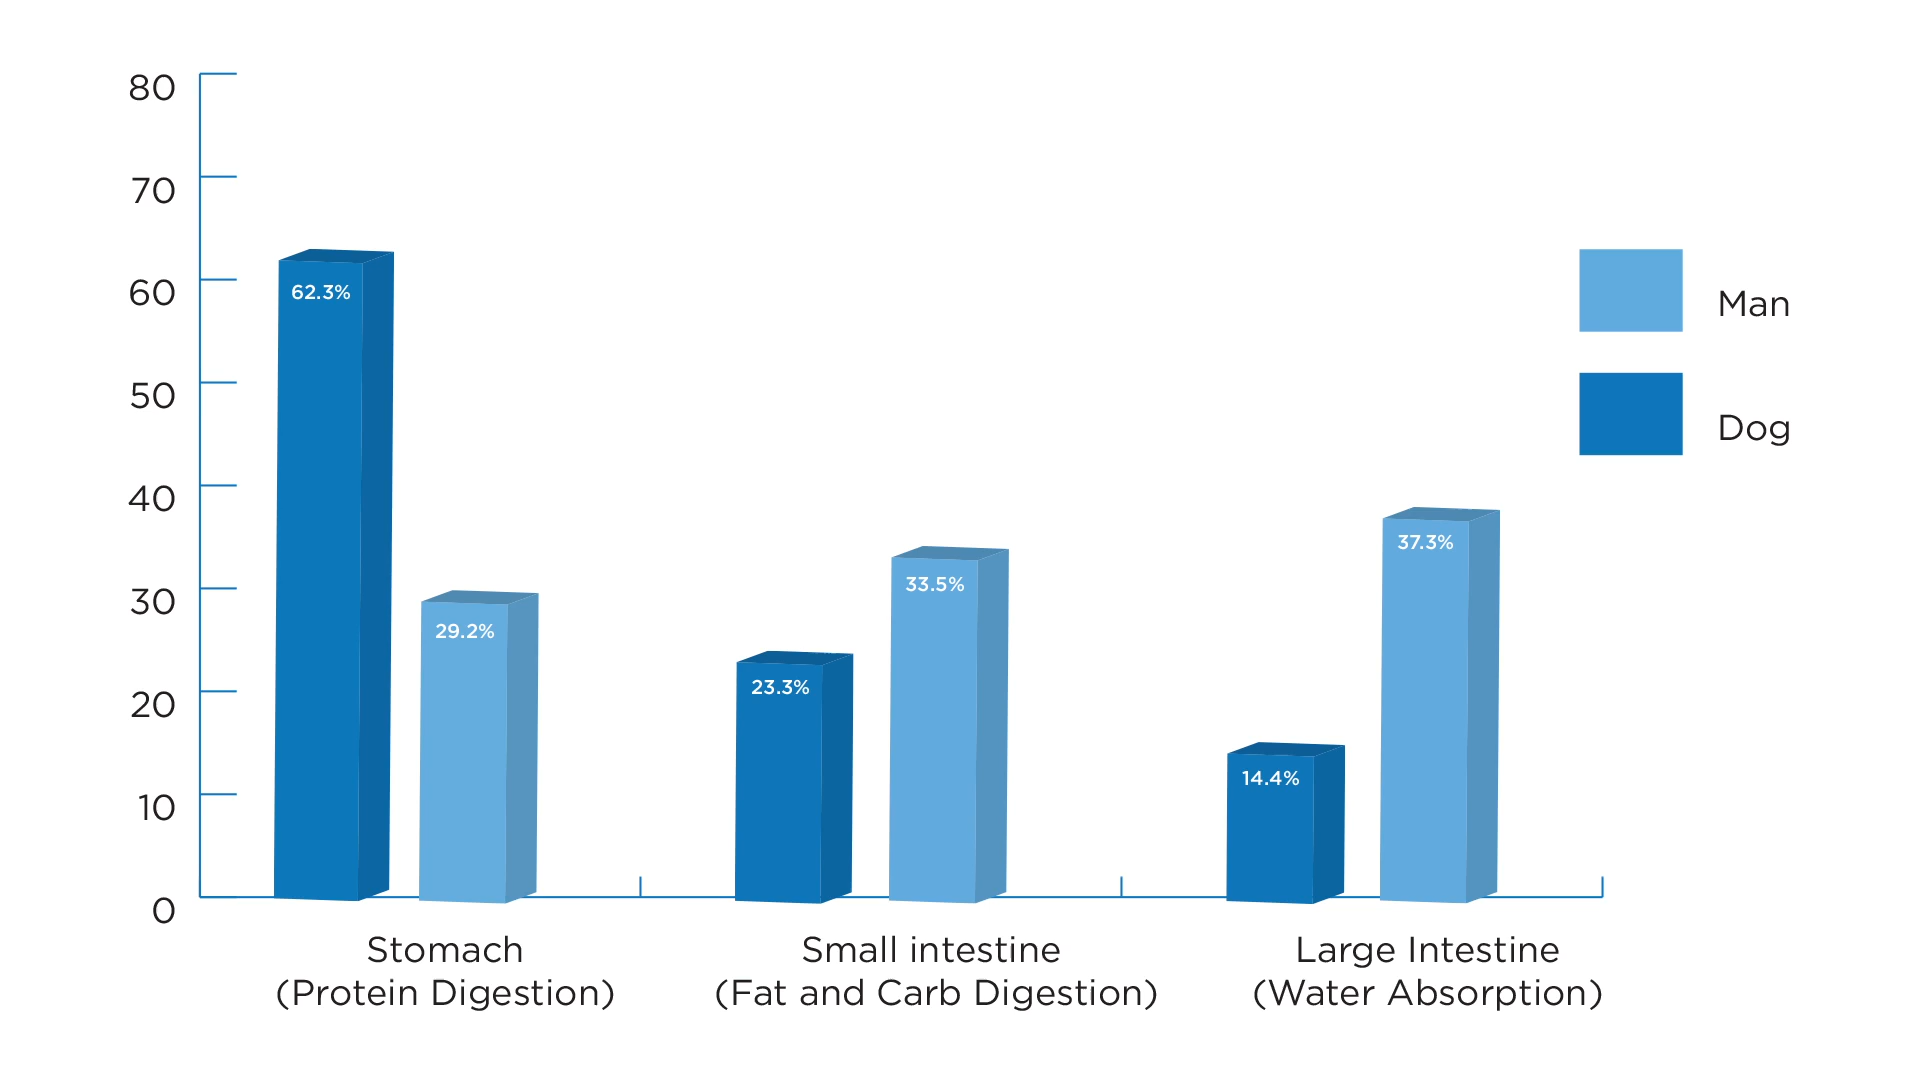 80
70
60
50
40
30
20
10
0
62.3%
29.2%
23.3%
33.5%
14.4%
37.3%
Man
Dog
Stomach
(Protein Digestion)
Small intestine
(Fat and Carb Digestion)
Large Intestine
(Water Absorption)